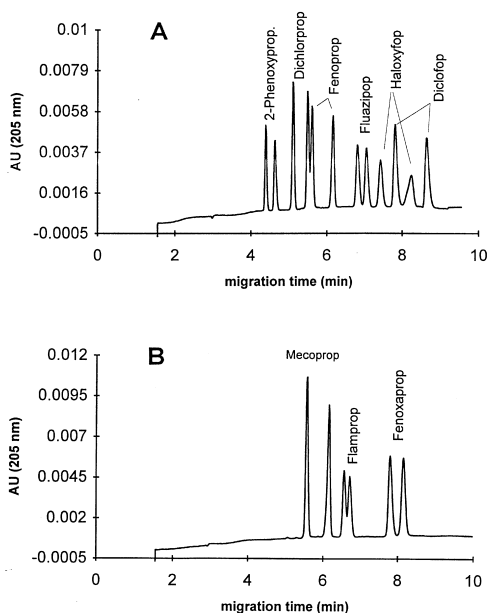 A
0.01
0.0079
0.0058
0.0037
0.0016
-0.0005
AU (205 nm)
2-Phenoxyprop.
Dichlorprop
Fenoprop
Fluazipop
Haloxyfop
Diclofop
0 2 4 6 8 10
migration time (min)
B
0.012
0.0095
0.007
0.0045
0.002
-0.0005
AU (205 nm)
Mecoprop
Flamprop
Fenoxaprop
0 2 4 6 8 10
migration time (min)